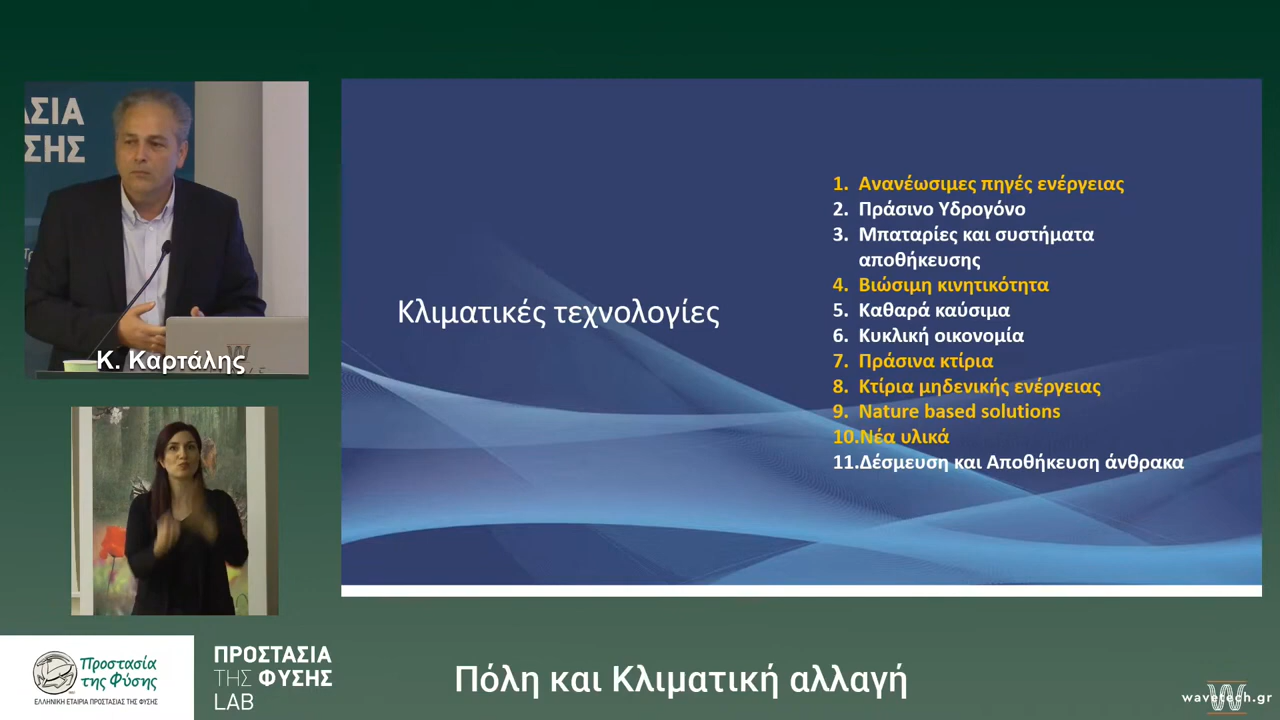 ΑΣΙΑ
ΣΗΣ
Κ. Καρτάλης
Κλιματικές τεχνολογίες
1. Ανανέωσιμες πηγές ενέργειας
2. Πράσινο Υδρογόνο
3. Μπαταρίες και συστήματα
αποθήκευσης
4. Βιώσιμη κινητικότητα
5. Καθαρά καύσιμα
6. Κυκλική οικονομία
7. Πράσινα κτίρια
8. Κτίρια μηδενικής ενέργειας
9. Nature based solutions
10.Νέα υλικά
11.Δέσμευση και Αποθήκευση άνθρακα
Προστασία
της Φύσης
ΕΛΛΗΝΙΚΗ ΕΤΑΙΡΙΑ ΠΡΟΣΤΑΣΙΑΣ ΤΗΣ ΦΥΣΗΣ
ΠΡΟΣΤΑΣΙΑ
ΤΗΣ ΦΥΣΗΣ
LAB
Πόλη και Κλιματική αλλαγή
wavetech.gr